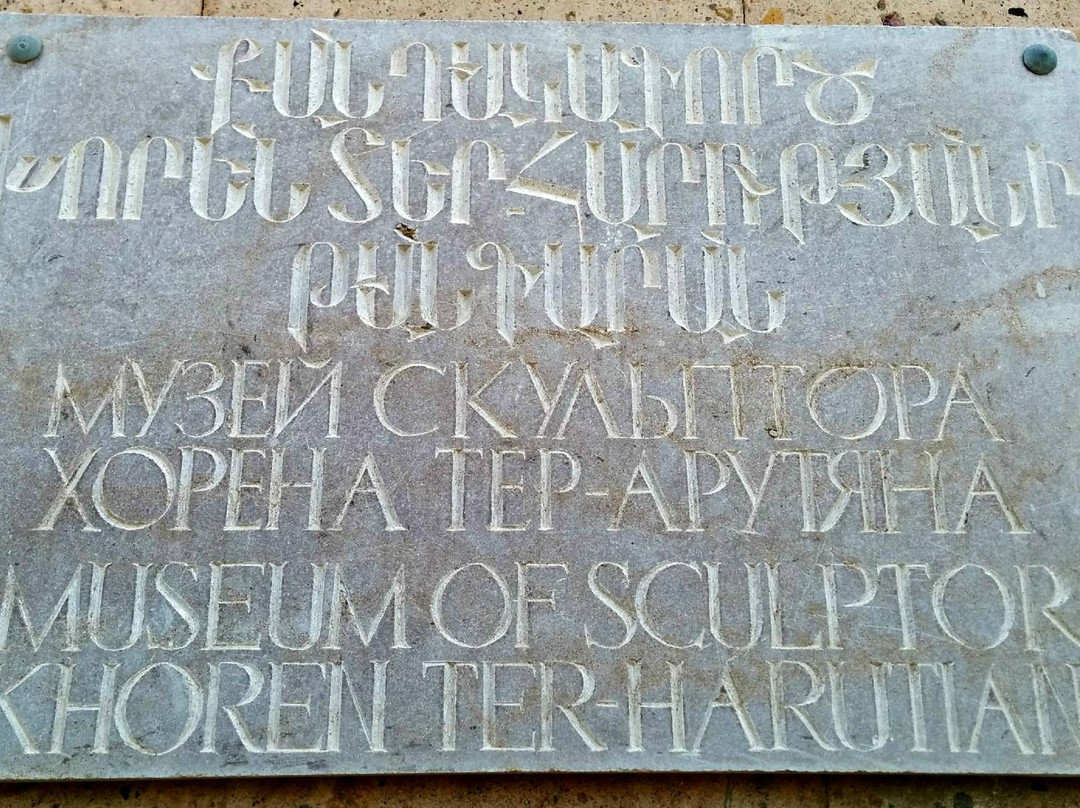 ՔԱՆԴԱԿԱԳՈՐԾ
ԽՈՐԵՆ ՏԵՐ-ՀԱՐՈՒԹՅԱՆԻ
ԹԱՆԳԱՐԱՆ
МУЗЕЙ СКУЛЬПТОРА
ХОРЕНА ТЕР-АРУТЯНА
MUSEUM OF SCULPTOR
KHOREN TER-HARUTIAN